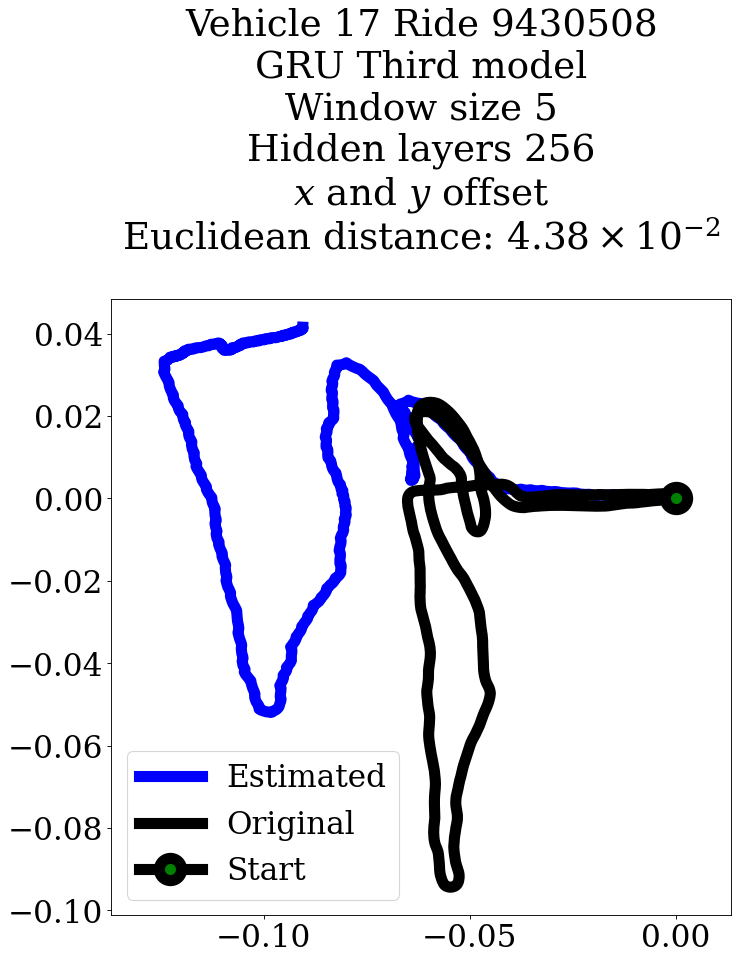 Vehicle 17 Ride 9430508
GRU Third model
Window size 5
Hidden layers 256
x and y offset
Euclidean distance: 4.38 × 10⁻²
0.04
0.02
0.00
−0.02
−0.04
−0.06
−0.08
−0.10
Estimated
Original
Start
−0.10 −0.05 0.00